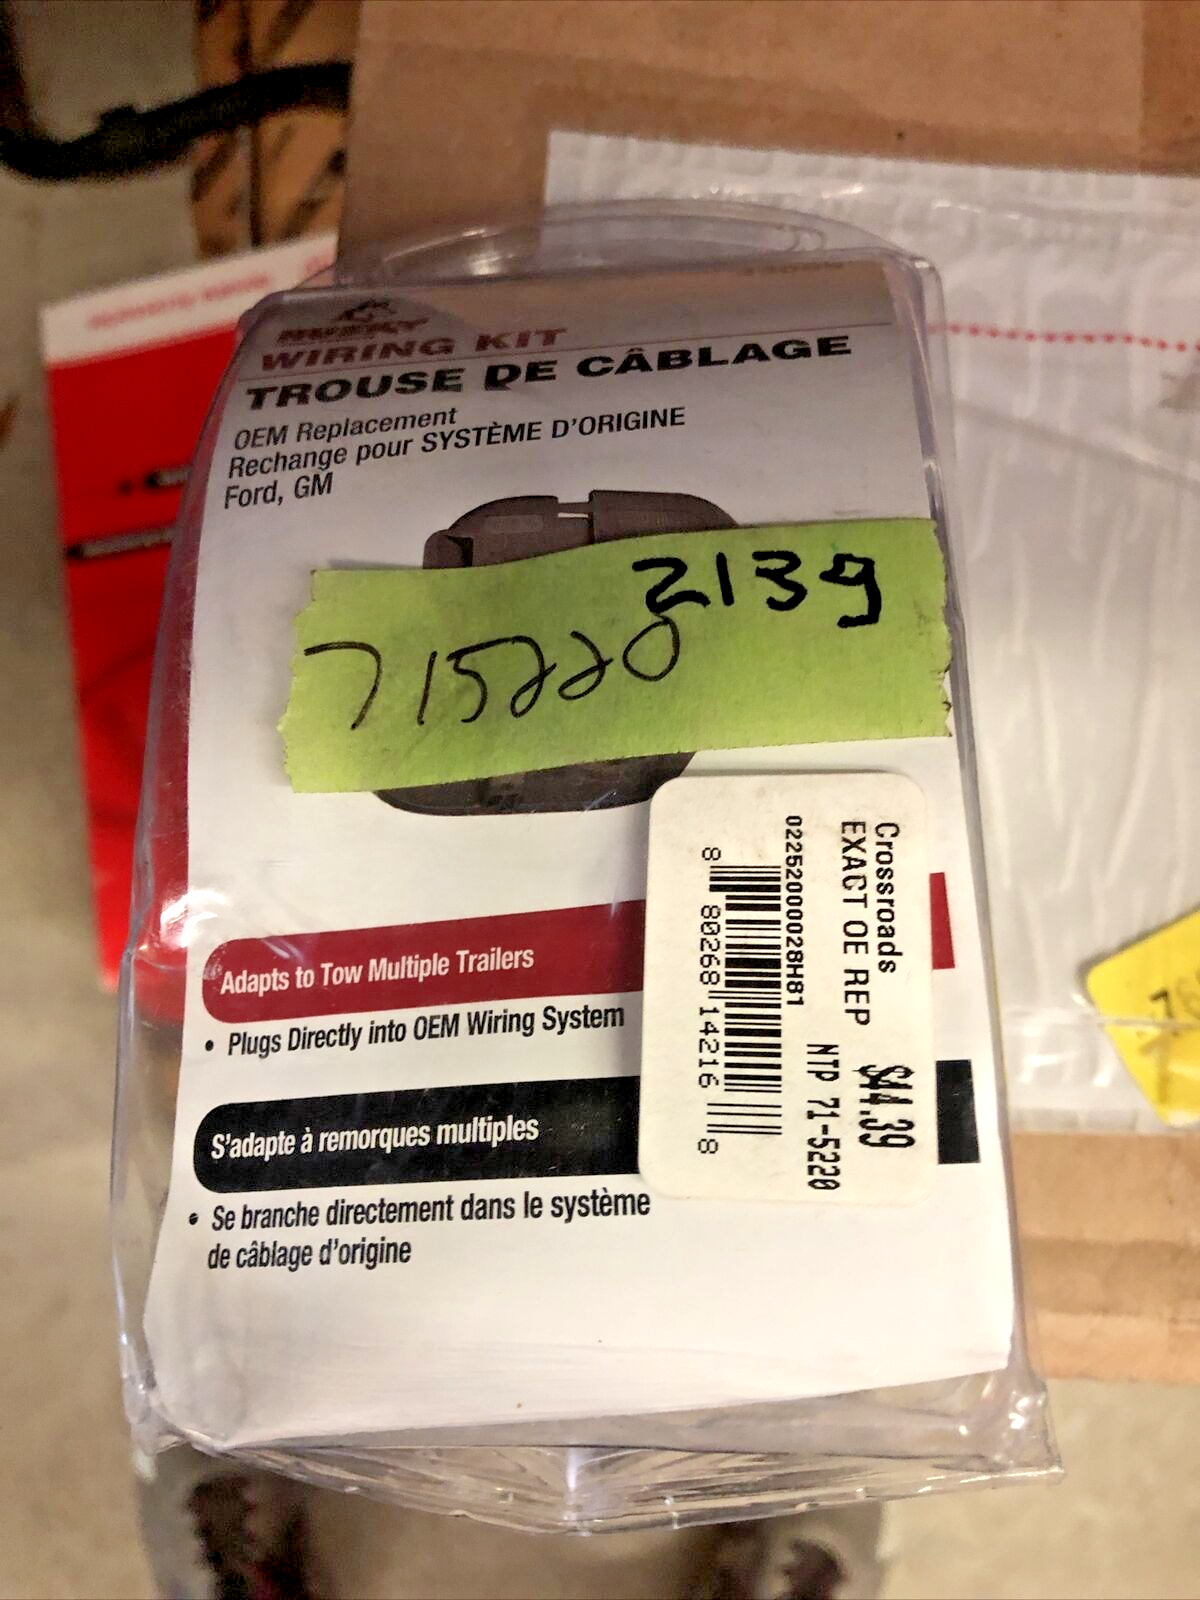 HUSKY
WIRING KIT
TROUSE DE CÂBLAGE
OEM Replacement
Rechange pour SYSTÈME D'ORIGINE
Ford, GM
2139
715220
Adapts to Tow Multiple Trailers
• Plugs Directly into OEM Wiring System
S'adapte à remorques multiples
• Se branche directement dans le système
de câblage d'origine
Crossroads
EXACT OE REP $44.39
NTP 71-5220
022520000028H81
8 80268 14216 8